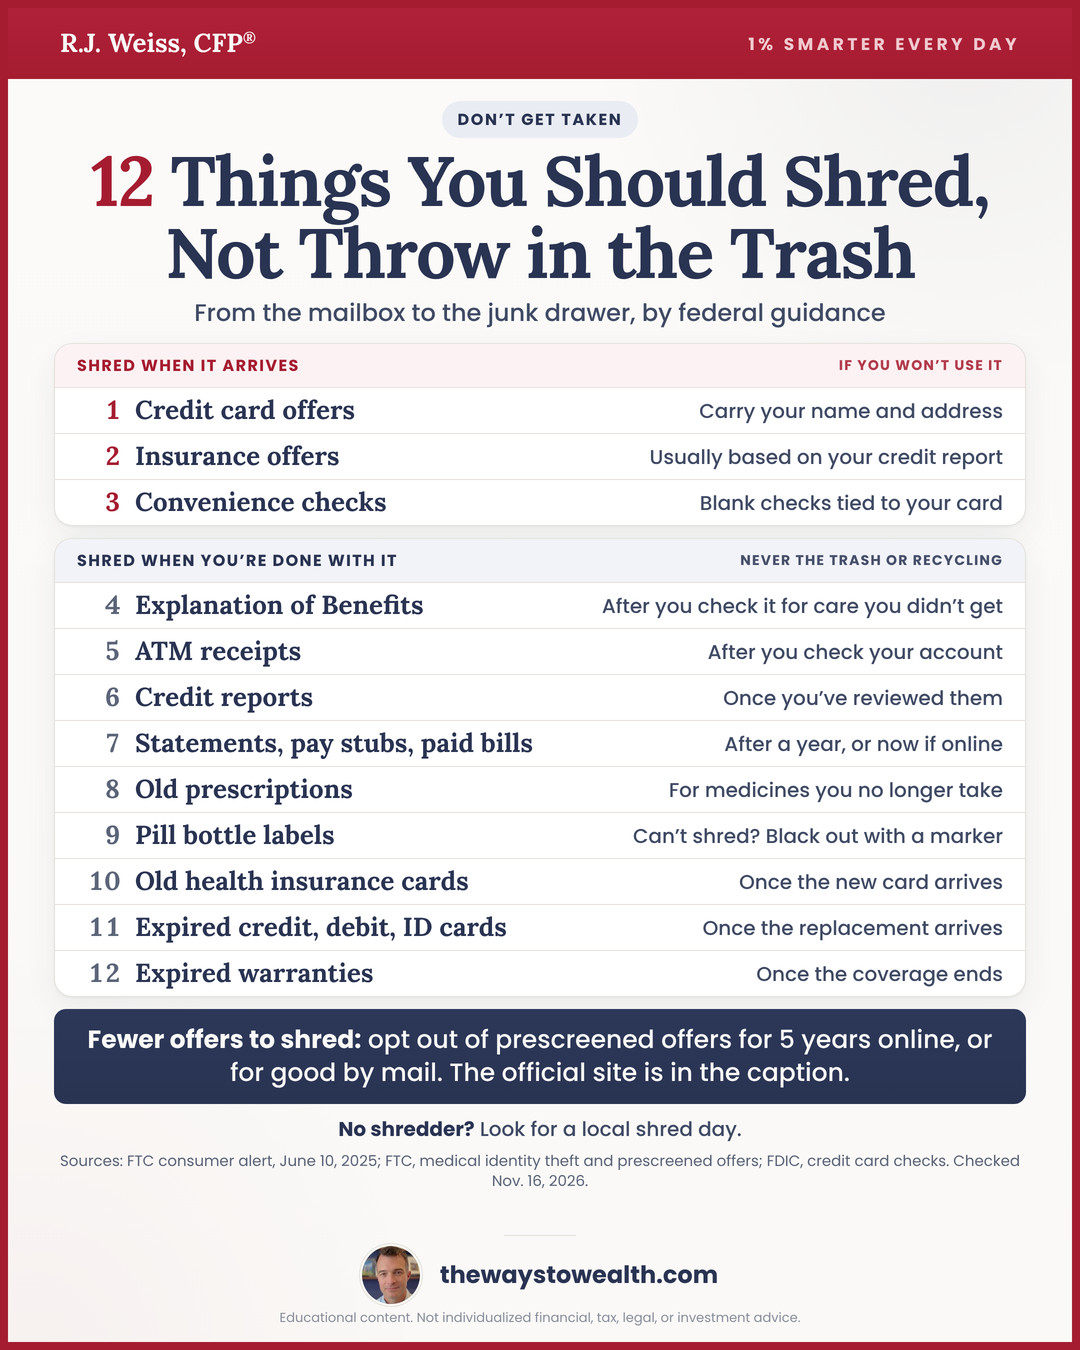 R.J. Weiss, CFP®
1% SMARTER EVERY DAY
DON’T GET TAKEN
12 Things You Should Shred,
Not Throw in the Trash
From the mailbox to the junk drawer, by federal guidance
SHRED WHEN IT ARRIVES
IF YOU WON’T USE IT
1 Credit card offers
Carry your name and address
2 Insurance offers
Usually based on your credit report
3 Convenience checks
Blank checks tied to your card
SHRED WHEN YOU’RE DONE WITH IT
NEVER THE TRASH OR RECYCLING
4 Explanation of Benefits
After you check it for care you didn’t get
5 ATM receipts
After you check your account
6 Credit reports
Once you’ve reviewed them
7 Statements, pay stubs, paid bills
After a year, or now if online
8 Old prescriptions
For medicines you no longer take
9 Pill bottle labels
Can’t shred? Black out with a marker
10 Old health insurance cards
Once the new card arrives
11 Expired credit, debit, ID cards
Once the replacement arrives
12 Expired warranties
Once the coverage ends
Fewer offers to shred: opt out of prescreened offers for 5 years online, or
for good by mail. The official site is in the caption.
No shredder? Look for a local shred day.
Sources: FTC consumer alert, June 10, 2025; FTC, medical identity theft and prescreened offers; FDIC, credit card checks. Checked
Nov. 16, 2026.
thewaystowealth.com
Educational content. Not individualized financial, tax, legal, or investment advice.